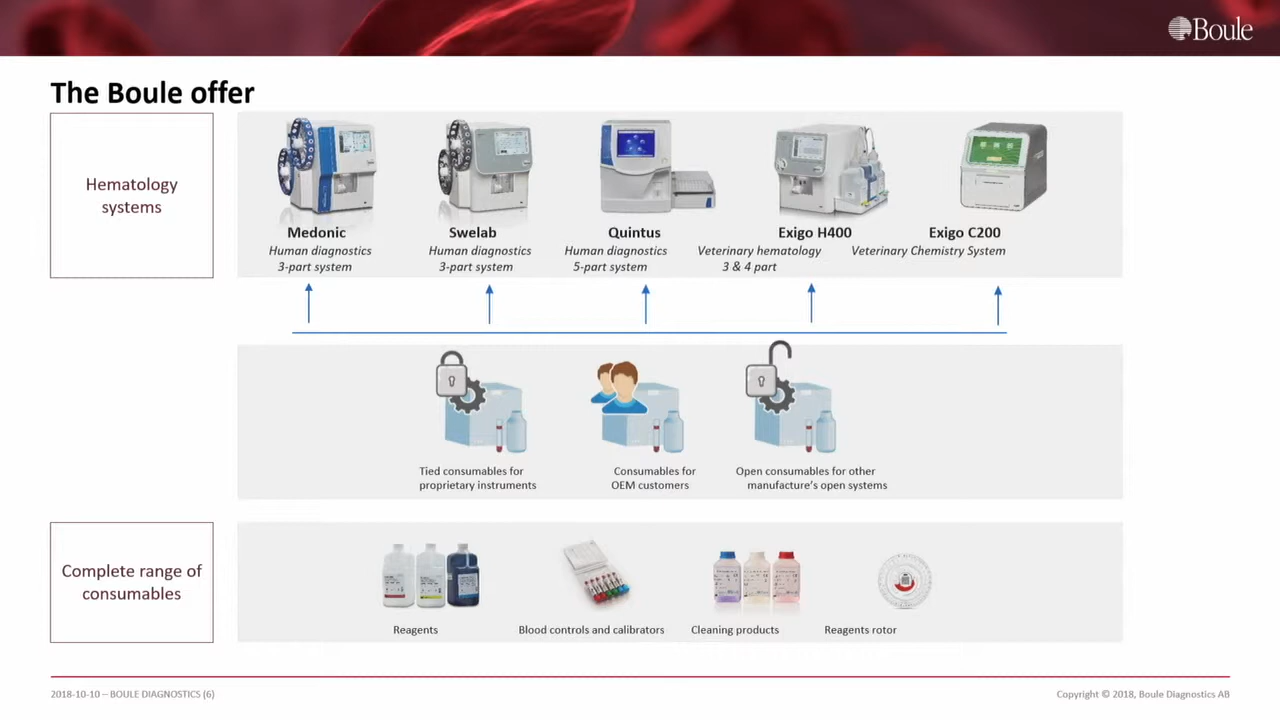 Boule
The Boule offer
Hematology
systems
Medonic
Human diagnostics
3-part system
Swelab
Human diagnostics
3-part system
Quintus
Human diagnostics
5-part system
Exigo H400
Veterinary hematology
3 & 4 part
Exigo C200
Veterinary Chemistry System
Tied consumables for
proprietary instruments
Consumables for
OEM customers
Open consumables for other
manufacture's open systems
Complete range of
consumables
Reagents
Blood controls and calibrators
Cleaning products
Reagents rotor
2018-10-10 – BOULE DIAGNOSTICS (6)
Copyright © 2018, Boule Diagnostics AB